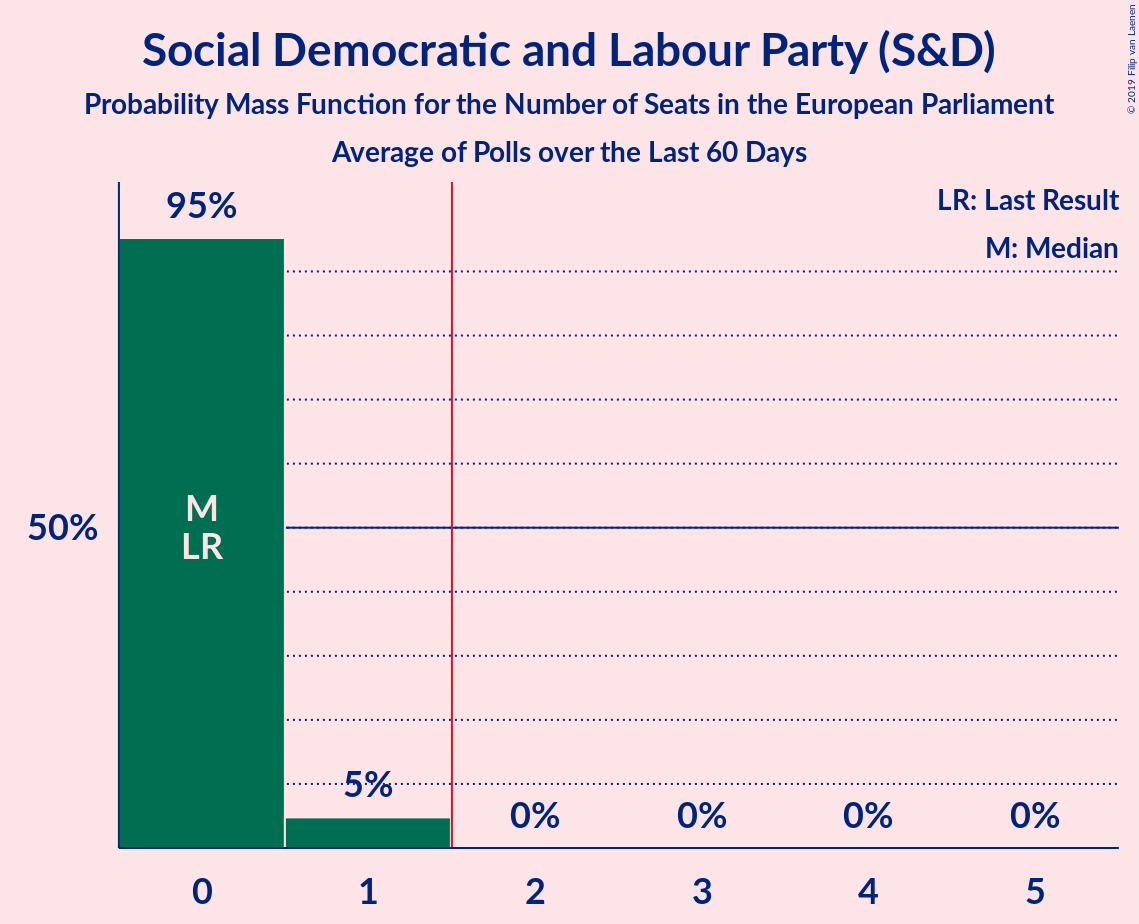 Social Democratic and Labour Party (S&D)
Probability Mass Function for the Number of Seats in the European Parliament
Average of Polls over the Last 60 Days
© 2019 Filip van Laenen
LR: Last Result
M: Median
95%
M
LR
50%
5%
0%
0%
0%
0%
0
1
2
3
4
5